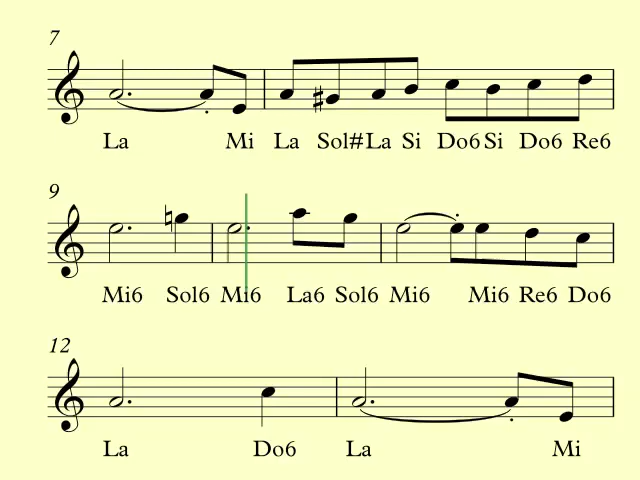 7
La Mi La Sol# La Si Do6 Si Do6 Re6
9
Mi6 Sol6 Mi6 La6 Sol6 Mi6 Mi6 Re6 Do6
12
La Do6 La Mi